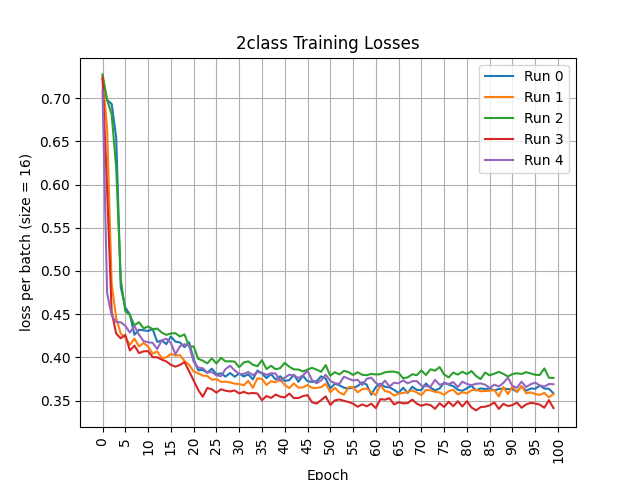 2class Training Losses
loss per batch (size = 16)
0.70
0.65
0.60
0.55
0.50
0.45
0.40
0.35
Run 0
Run 1
Run 2
Run 3
Run 4
0 5 10 15 20 25 30 35 40 45 50 55 60 65 70 75 80 85 90 95 100
Epoch